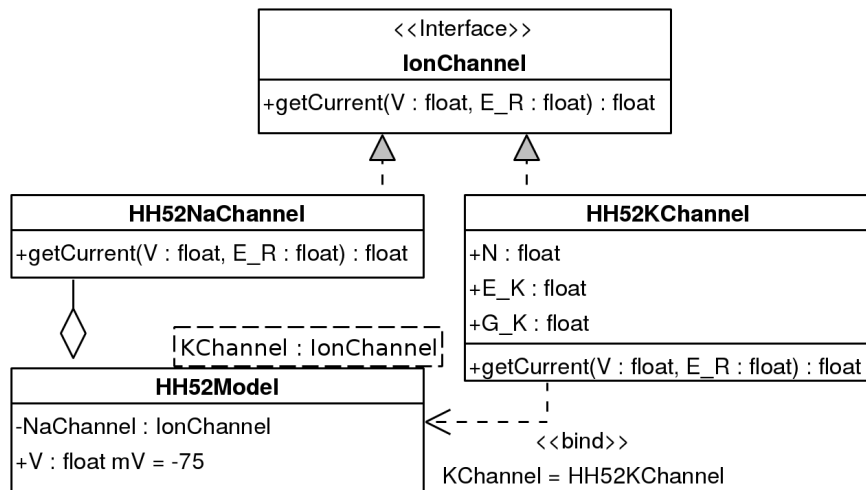 <<Interface>>
IonChannel
+getCurrent(V : float, E_R : float) : float
HH52NaChannel
+getCurrent(V : float, E_R : float) : float
HH52KChannel
+N : float
+E_K : float
+G_K : float
+getCurrent(V : float, E_R : float) : float
KChannel : IonChannel
HH52Model
-NaChannel : IonChannel
+V : float mV = -75
<<bind>>
KChannel = HH52KChannel